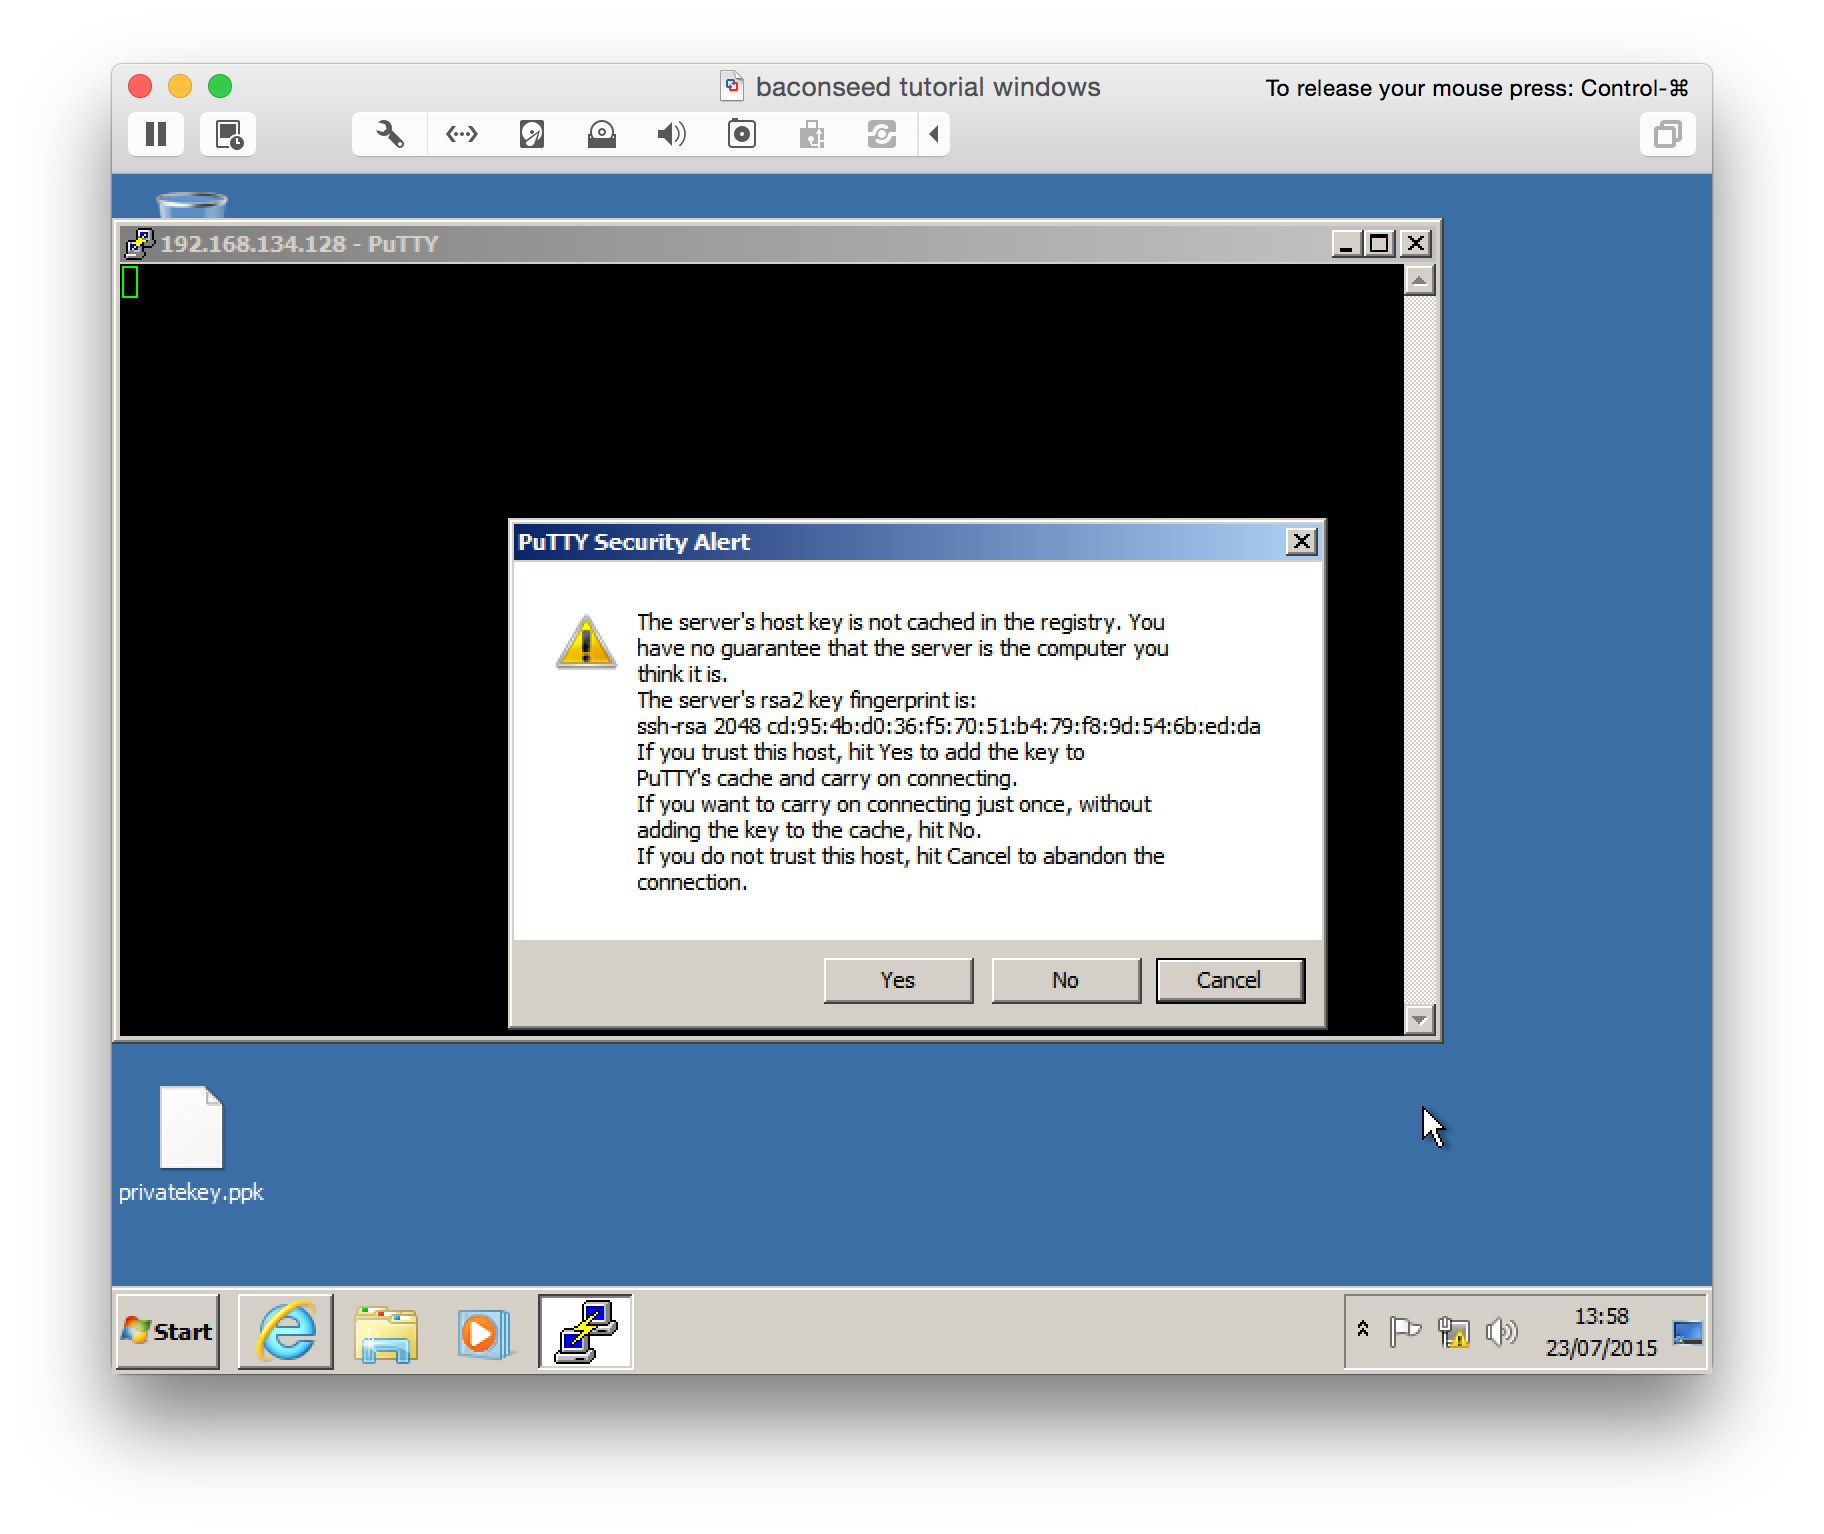 baconseed tutorial windows
To release your mouse press: Control-⌘
192.168.134.128 - PuTTY
PuTTY Security Alert
The server's host key is not cached in the registry. You
have no guarantee that the server is the computer you
think it is.
The server's rsa2 key fingerprint is:
ssh-rsa 2048 cd:95:4b:d0:36:f5:70:51:b4:79:f8:9d:54:6b:ed:da
If you trust this host, hit Yes to add the key to
PuTTY's cache and carry on connecting.
If you want to carry on connecting just once, without
adding the key to the cache, hit No.
If you do not trust this host, hit Cancel to abandon the
connection.
Yes
No
Cancel
privatekey.ppk
Start
13:58
23/07/2015